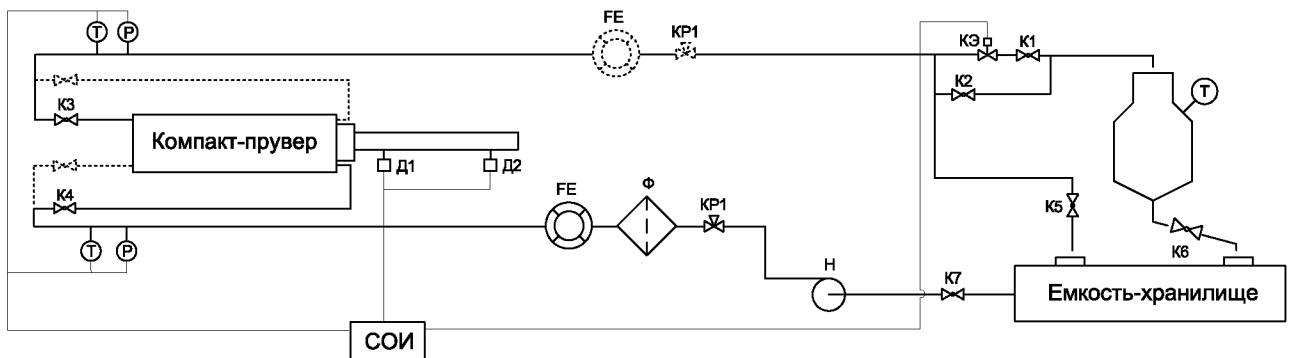 FE
КЭ
К1
Т
Р
КР1
К2
Т
К3
Компакт-прувер
Д1
Д2
К4
FE
Ф
КР1
К5
Т
Р
Н
К7
К6
Емкость-хранилище
СОИ